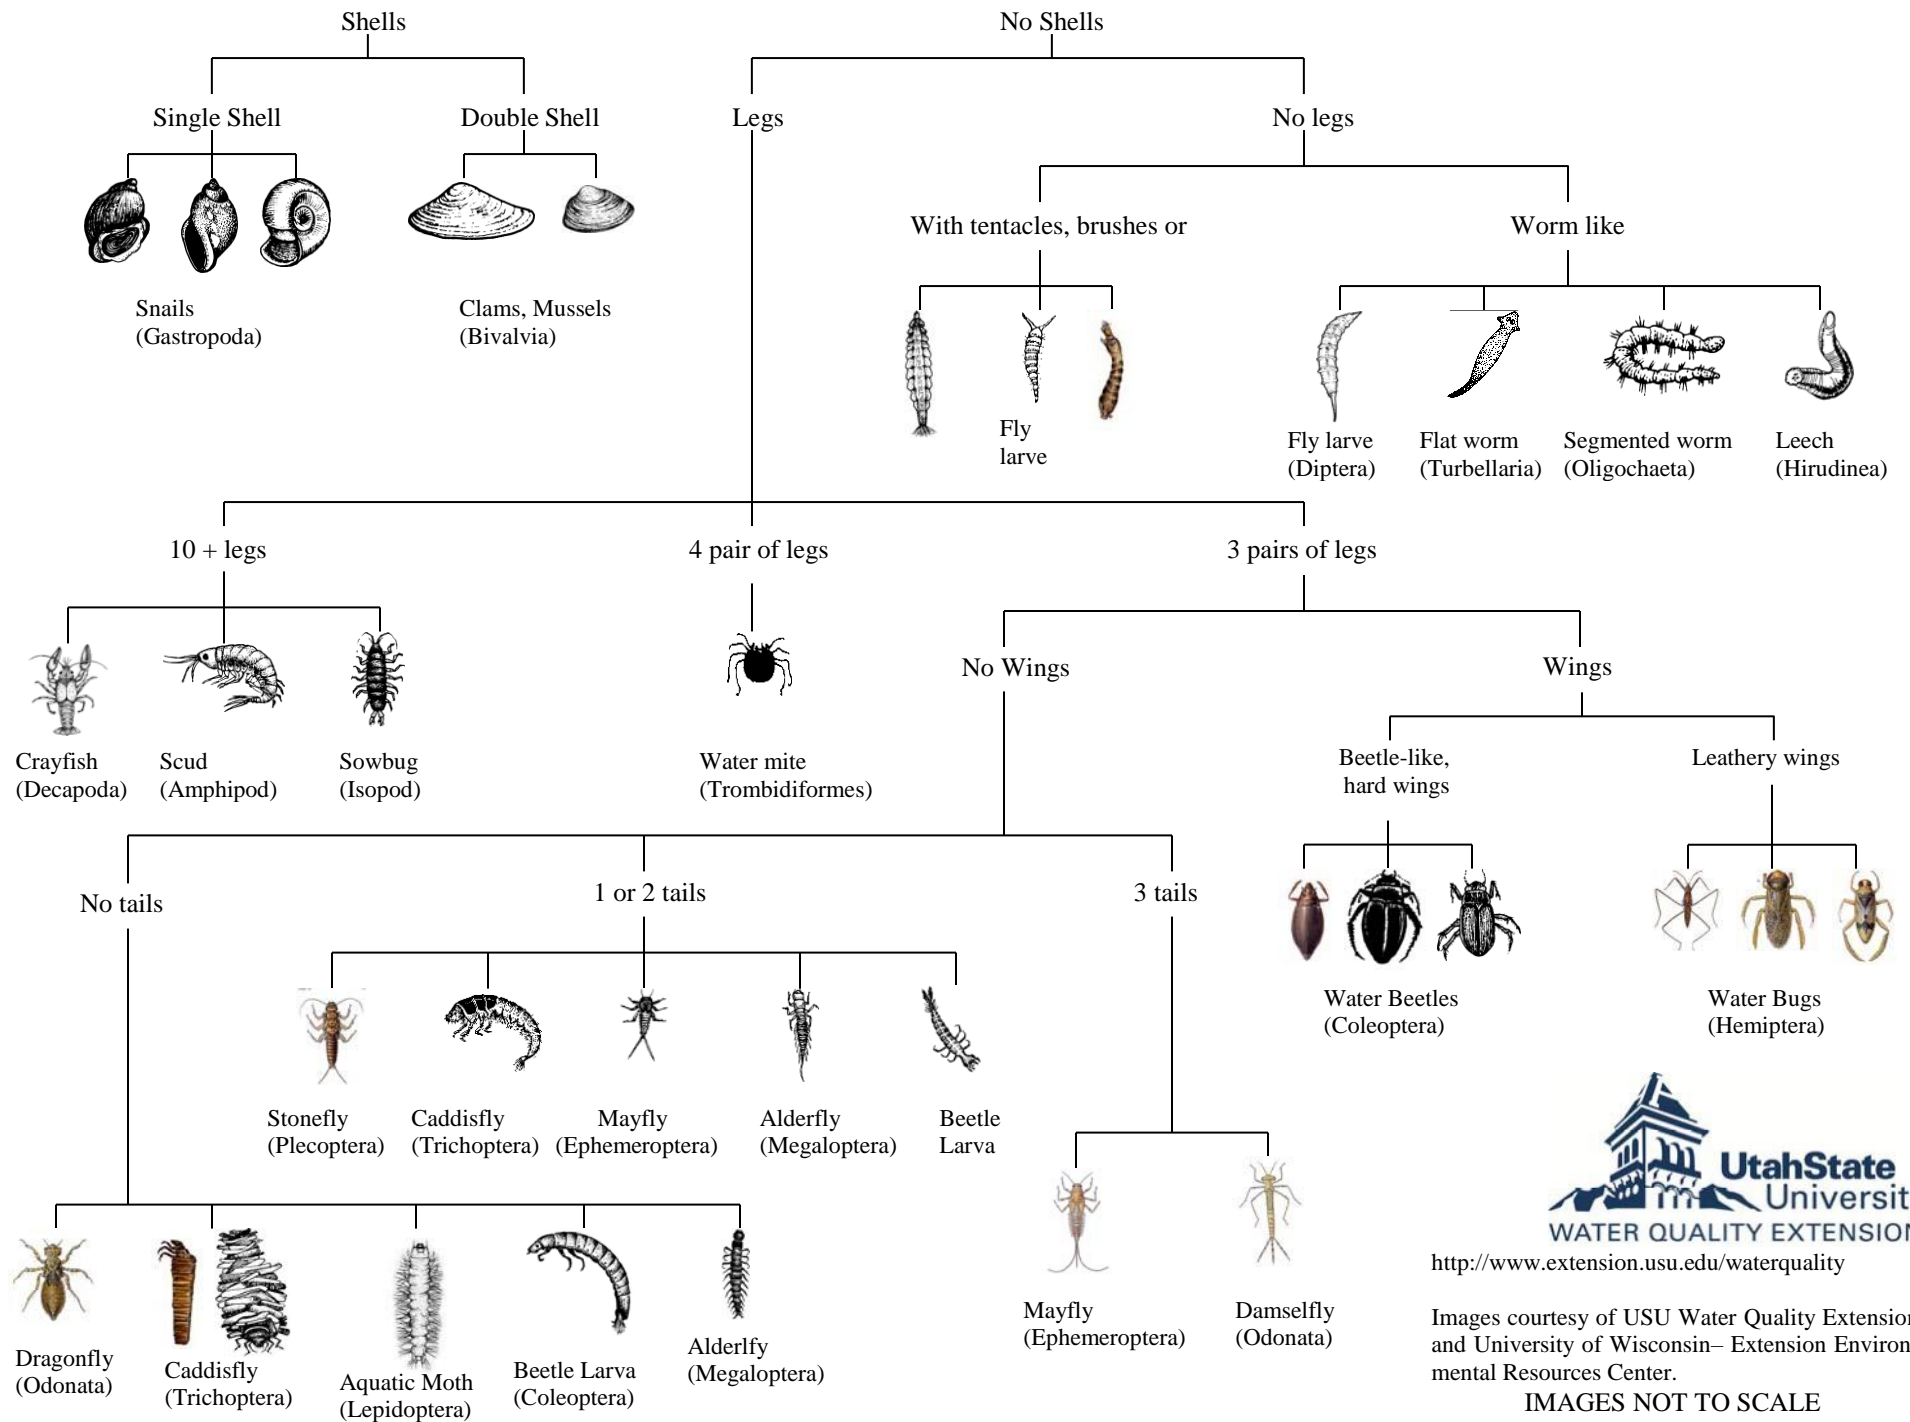 Shells
No Shells
Single Shell
Double Shell
Legs
No legs
With tentacles, brushes or
Worm like
Snails
(Gastropoda)
Clams, Mussels
(Bivalvia)
Fly
larve
Fly larve
(Diptera)
Flat worm
(Turbellaria)
Segmented worm
(Oligochaeta)
Leech
(Hirudinea)
10 + legs
4 pair of legs
3 pairs of legs
No Wings
Wings
Crayfish
(Decapoda)
Scud
(Amphipod)
Sowbug
(Isopod)
Water mite
(Trombidiformes)
Beetle-like,
hard wings
Leathery wings
No tails
1 or 2 tails
3 tails
Water Beetles
(Coleoptera)
Water Bugs
(Hemiptera)
Stonefly
(Plecoptera)
Caddisfly
(Trichoptera)
Mayfly
(Ephemeroptera)
Alderfly
(Megaloptera)
Beetle
Larva
Dragonfly
(Odonata)
Caddisfly
(Trichoptera)
Aquatic Moth
(Lepidoptera)
Beetle Larva
(Coleoptera)
Alderlfy
(Megaloptera)
Mayfly
(Ephemeroptera)
Damselfly
(Odonata)
UtahState
Universit
WATER QUALITY EXTENSION
http://www.extension.usu.edu/waterquality
Images courtesy of USU Water Quality Extension
and University of Wisconsin– Extension Environ
mental Resources Center.
IMAGES NOT TO SCALE